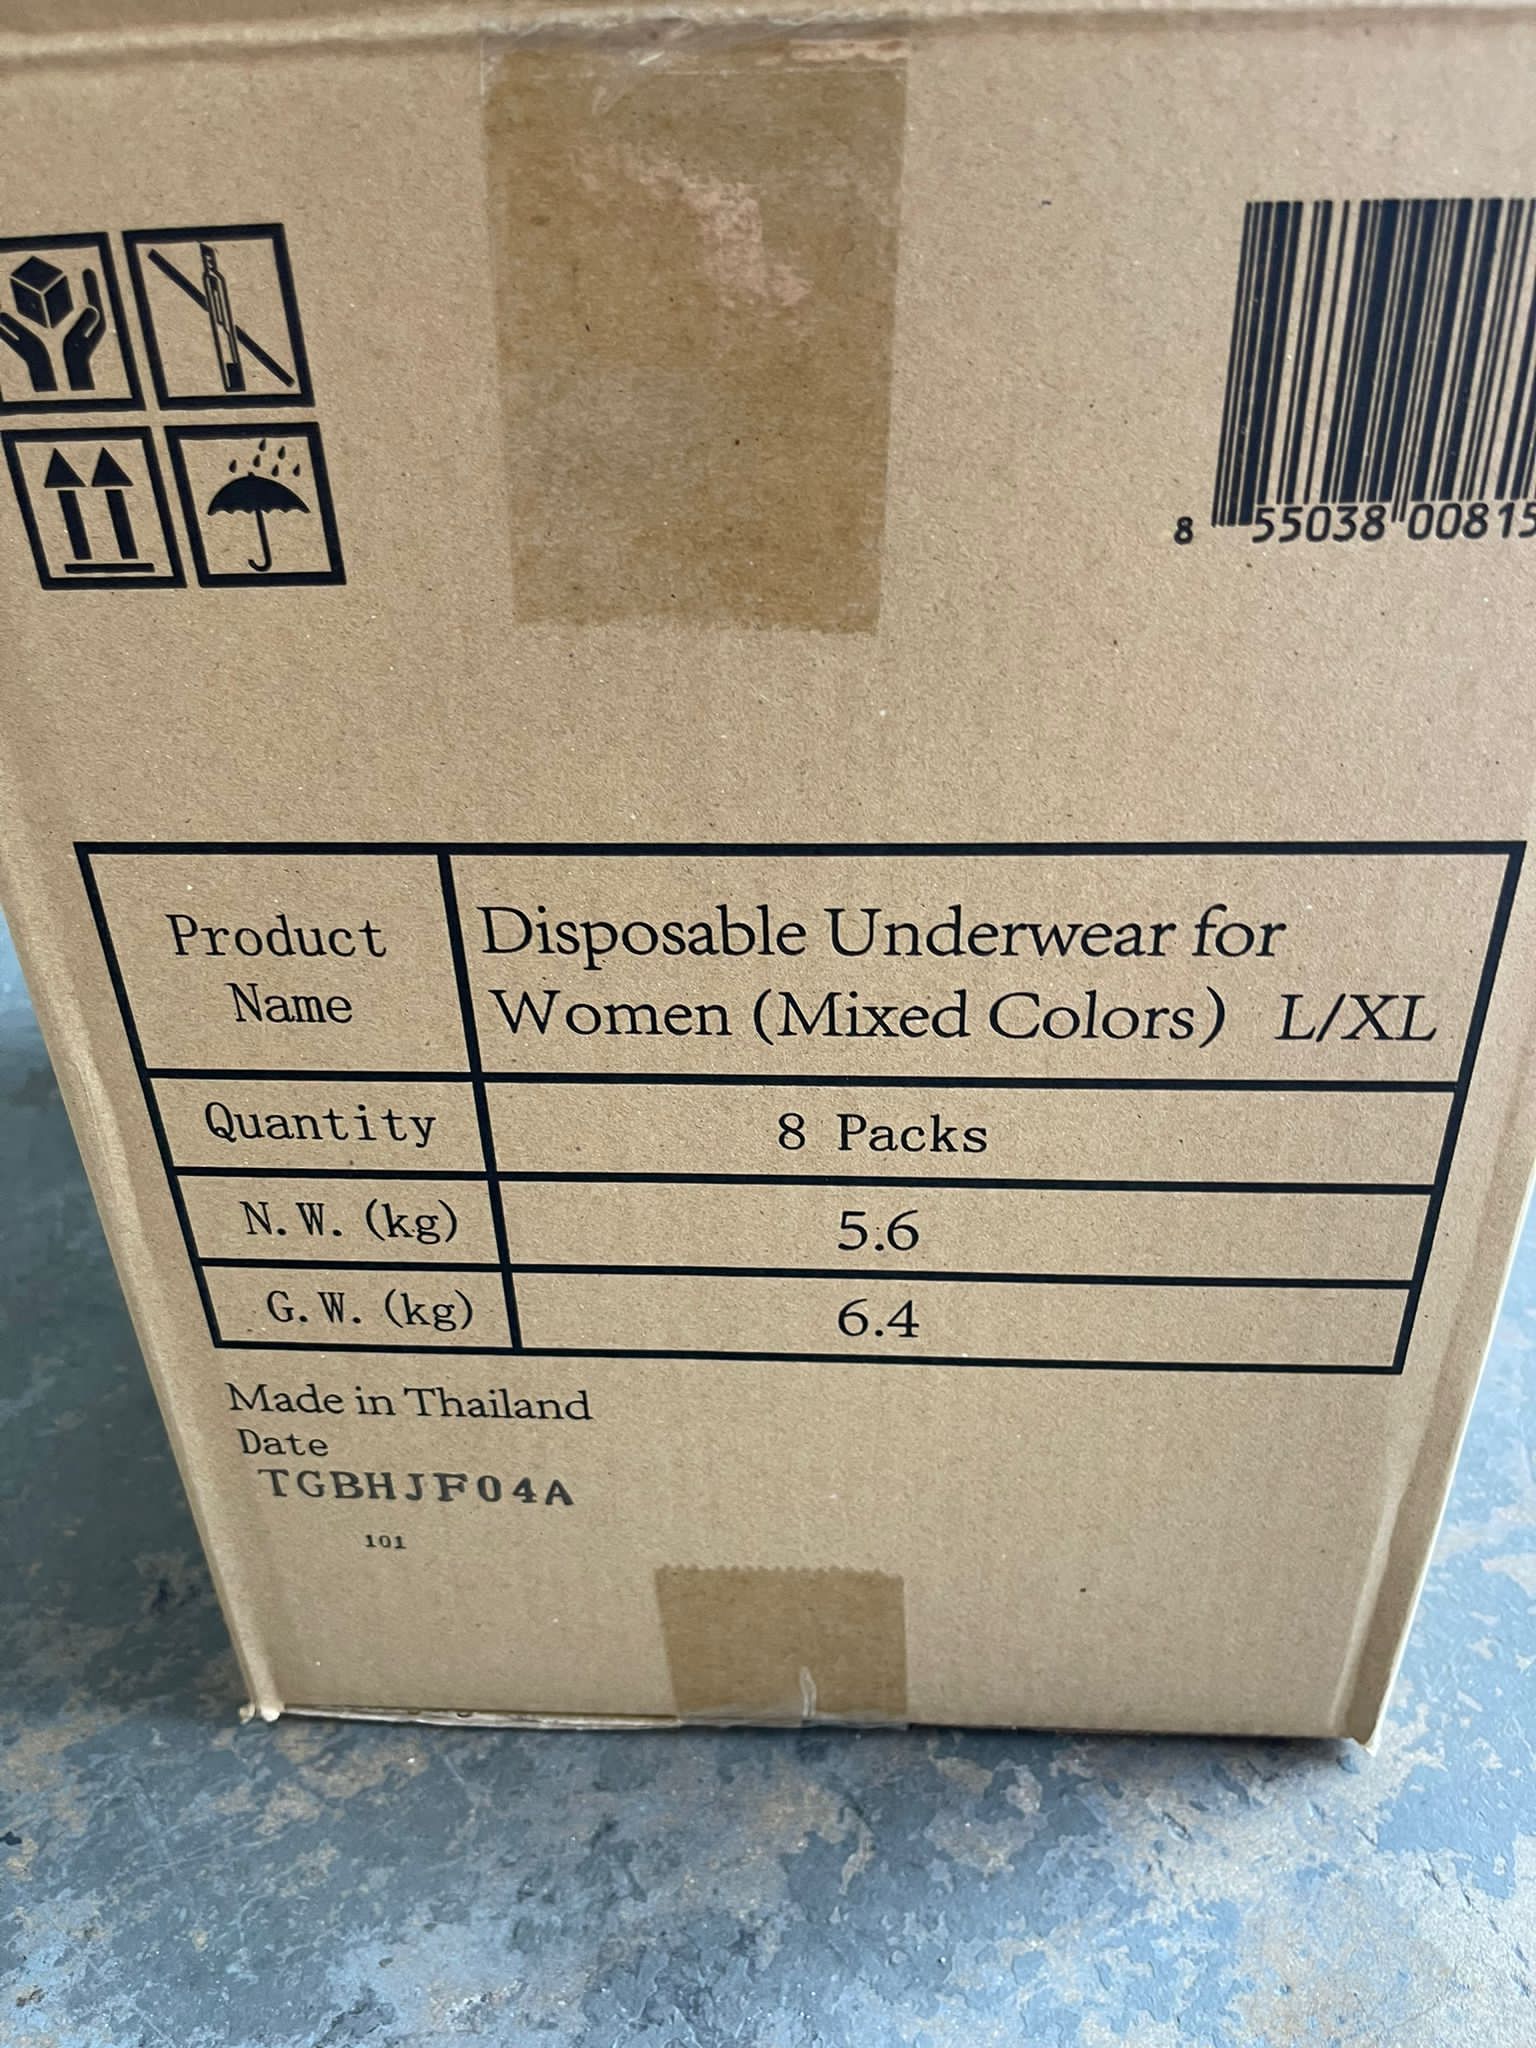 8 55038 00815
Product Name
Disposable Underwear for
Women (Mixed Colors) L/XL
Quantity
8 Packs
N.W. (kg)
5.6
G.W. (kg)
6.4
Made in Thailand
Date
TGBHJF04A
101